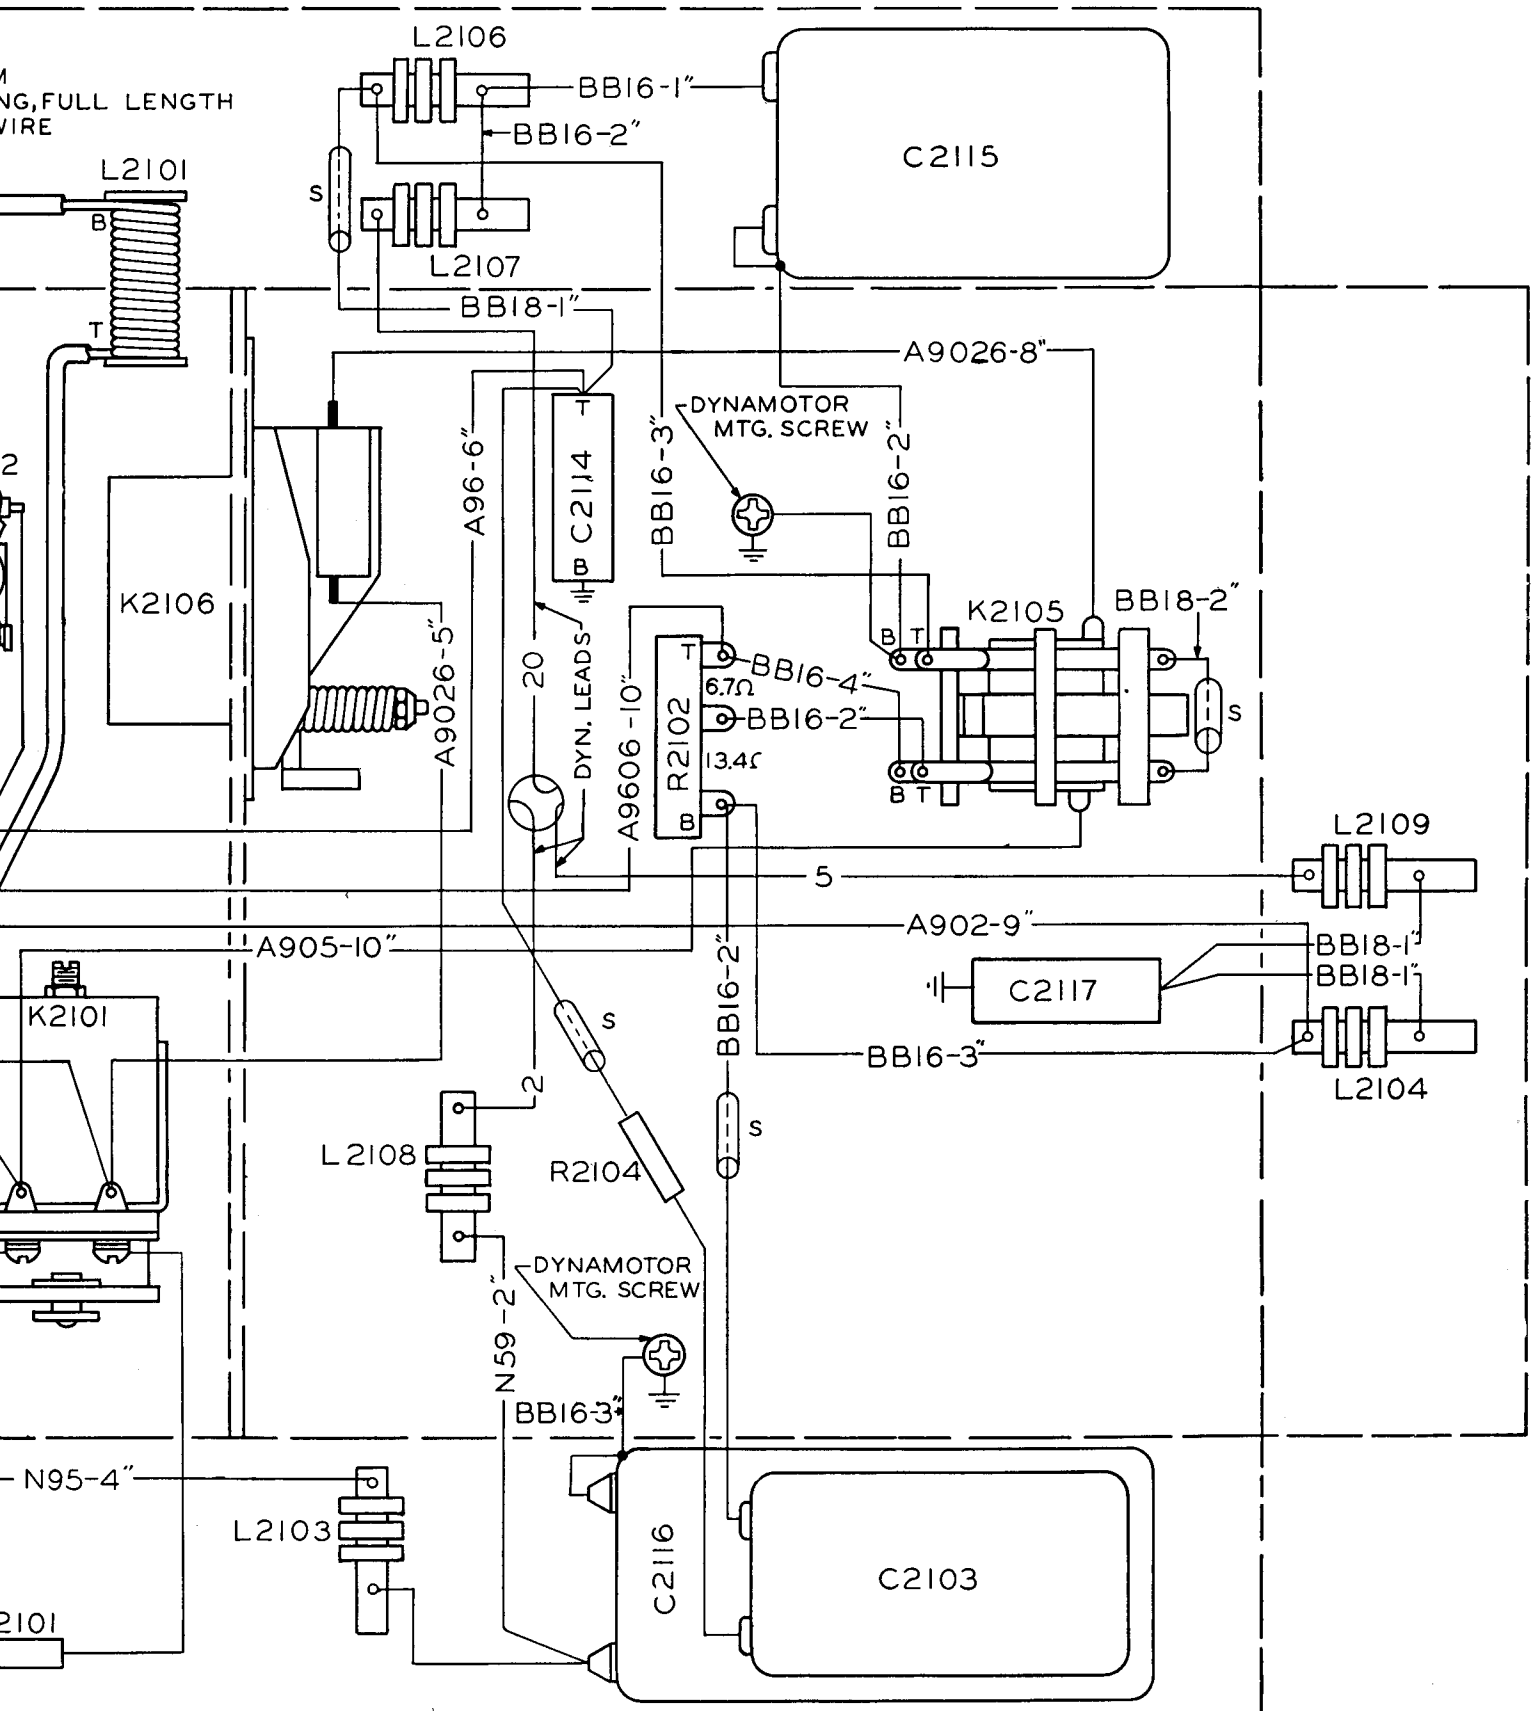 L2106
M
NG,FULL LENGTH
WIRE
BB16-1"
BB16-2"
C2115
L2101
S
B
L2107
BB18-1"
T
A9026-8"
T
DYNAMOTOR
MTG. SCREW
2
A96-6"
C2114
BB16-3"
BB16-2"
B
K2106
K2105
BB18-2"
B T
T
A9026-5"
20
DYN. LEADS
A9606-10"
R2102
BB16-4"
6.7Ω
BB16-2"
S
13.4Ω
B
B T
L2109
5
A902-9"
A905-10"
BB18-1"
BB18-1"
C2117
K2101
S
BB16-2"
BB16-3"
L2104
2
L2108
R2104
S
DYNAMOTOR
MTG. SCREW
N59-2"
BB16-3"
N95-4"
L2103
C2116
C2103
2101